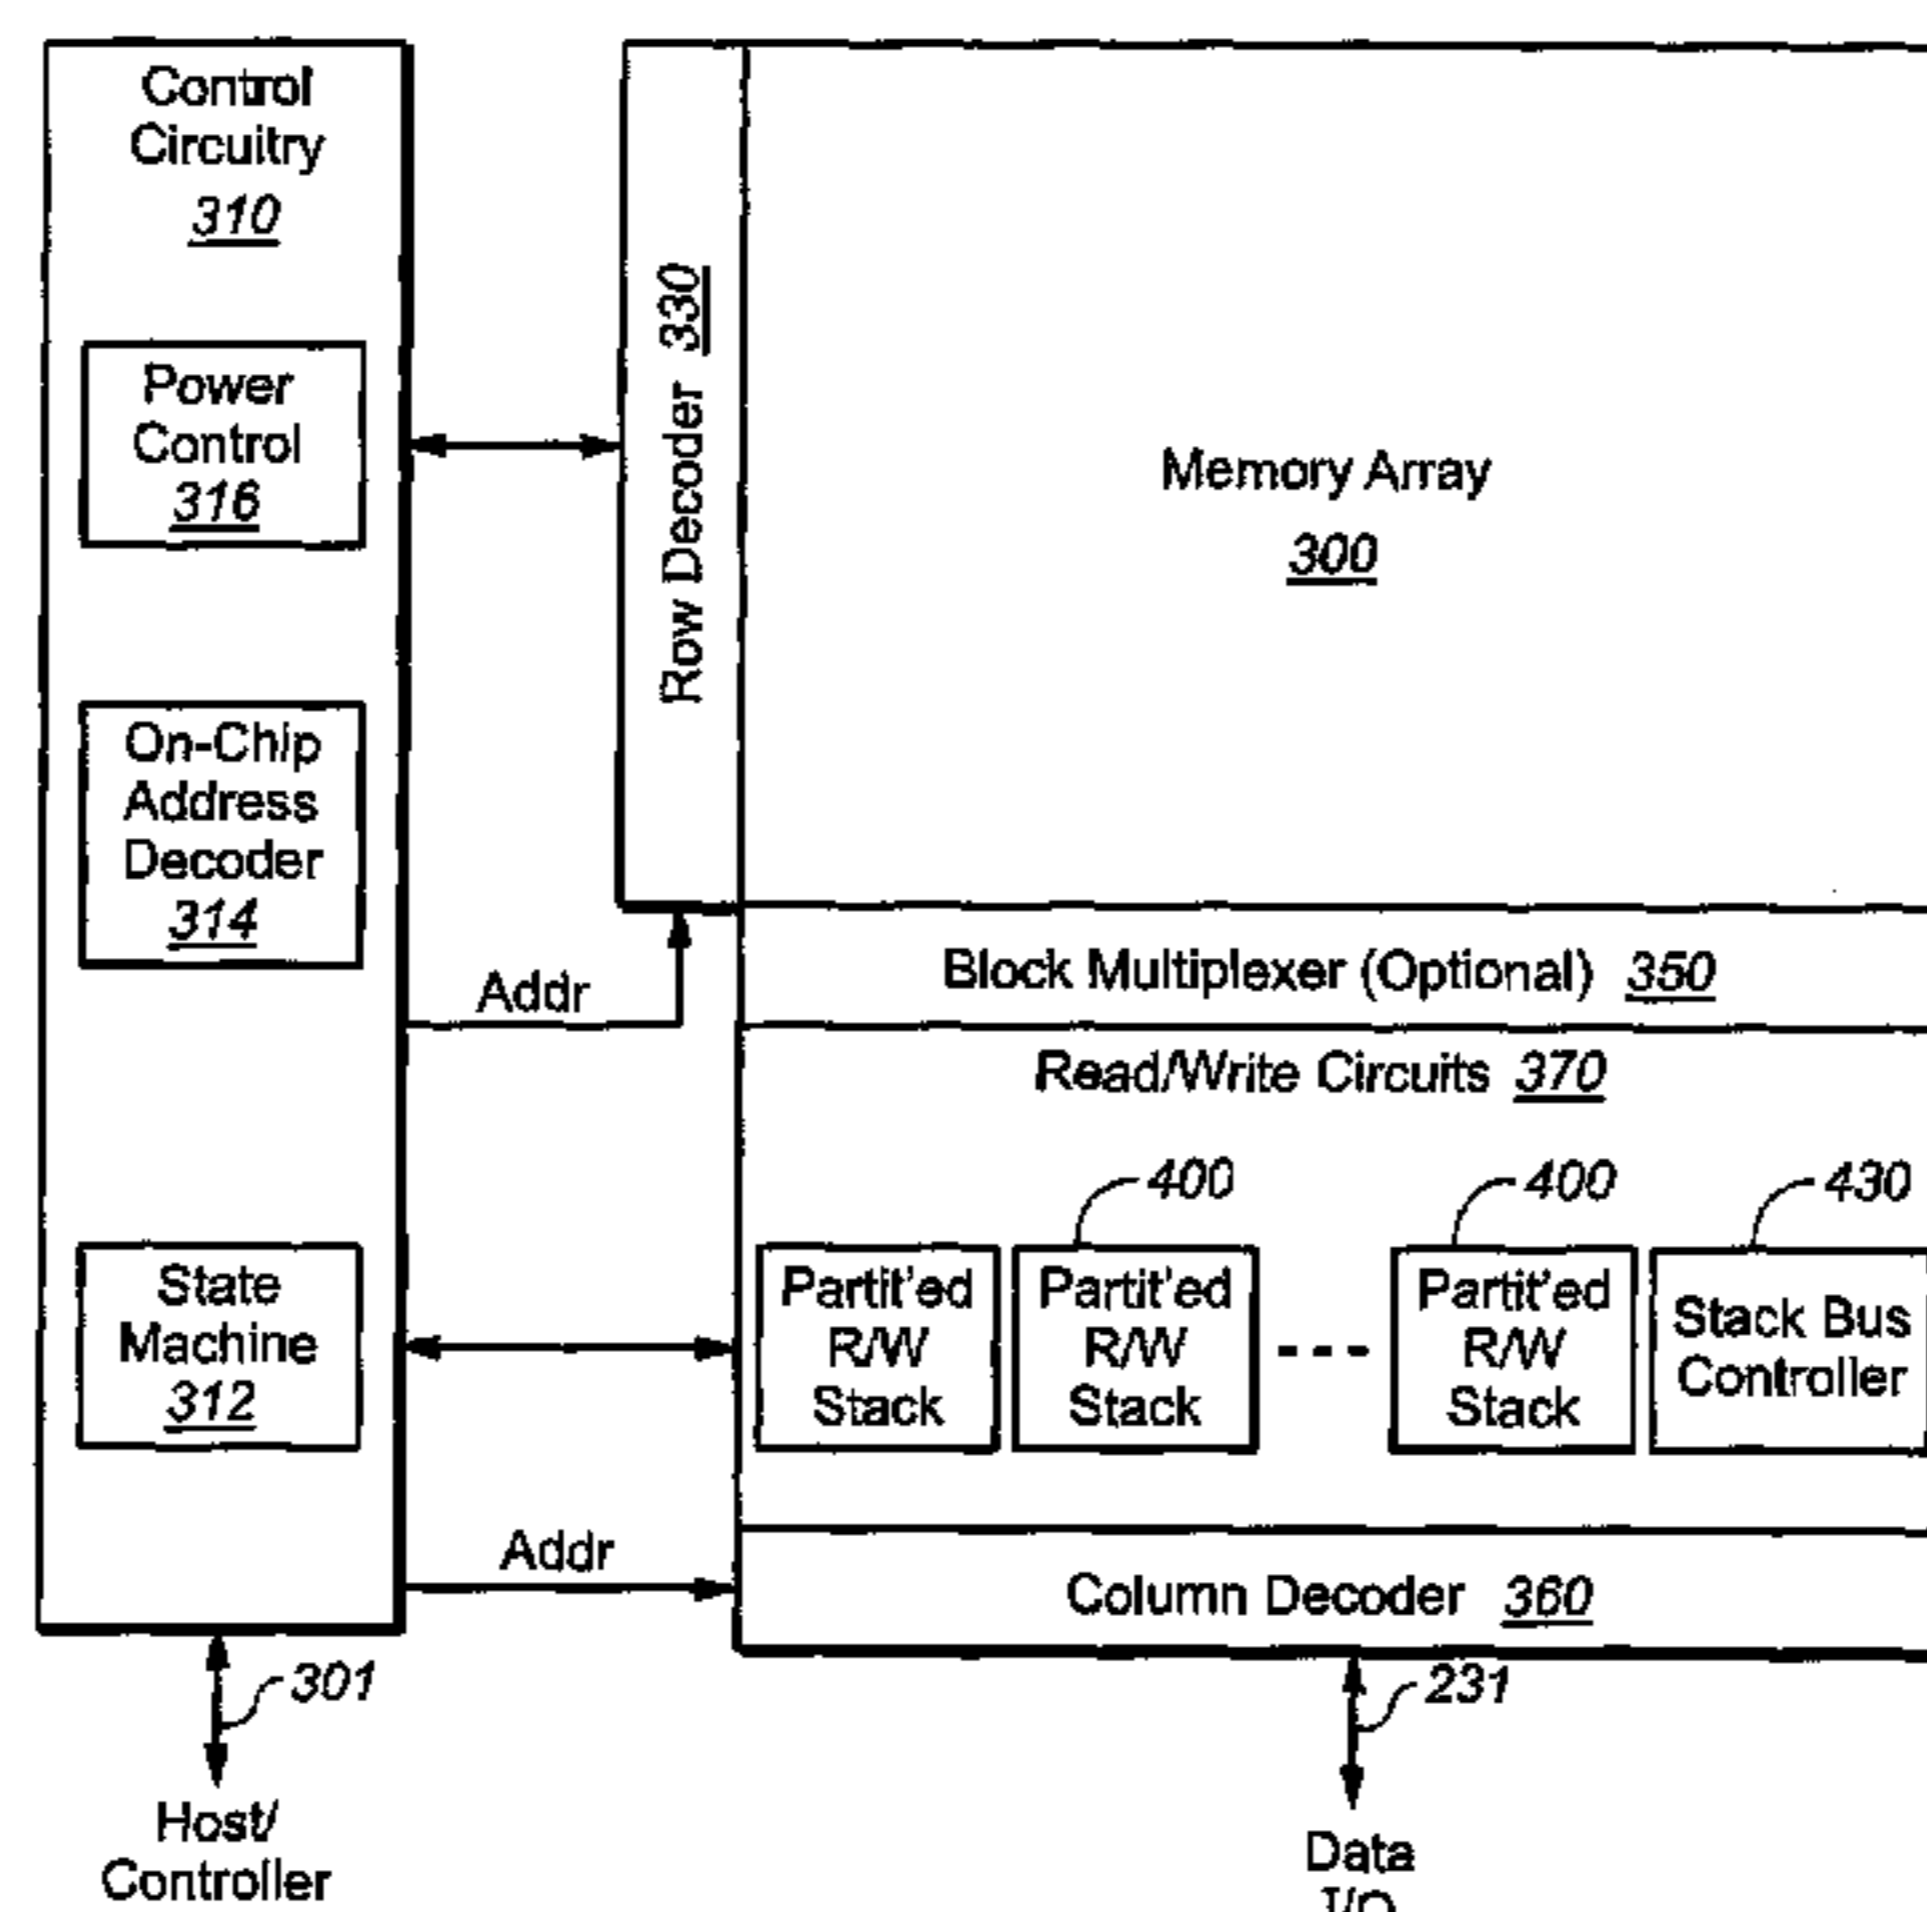 Control
Circuitry
310
Power
Control
316
On-Chip
Address
Decoder
314
State
Machine
312
Row Decoder 330
Memory Array
300
Addr
Block Multiplexer (Optional) 350
Read/Write Circuits 370
400
400
430
Partit'ed
R/W
Stack
Partit'ed
R/W
Stack
Partit'ed
R/W
Stack
Stack Bus
Controller
Addr
Column Decoder 360
301
231
Host/
Controller
Data
I/O